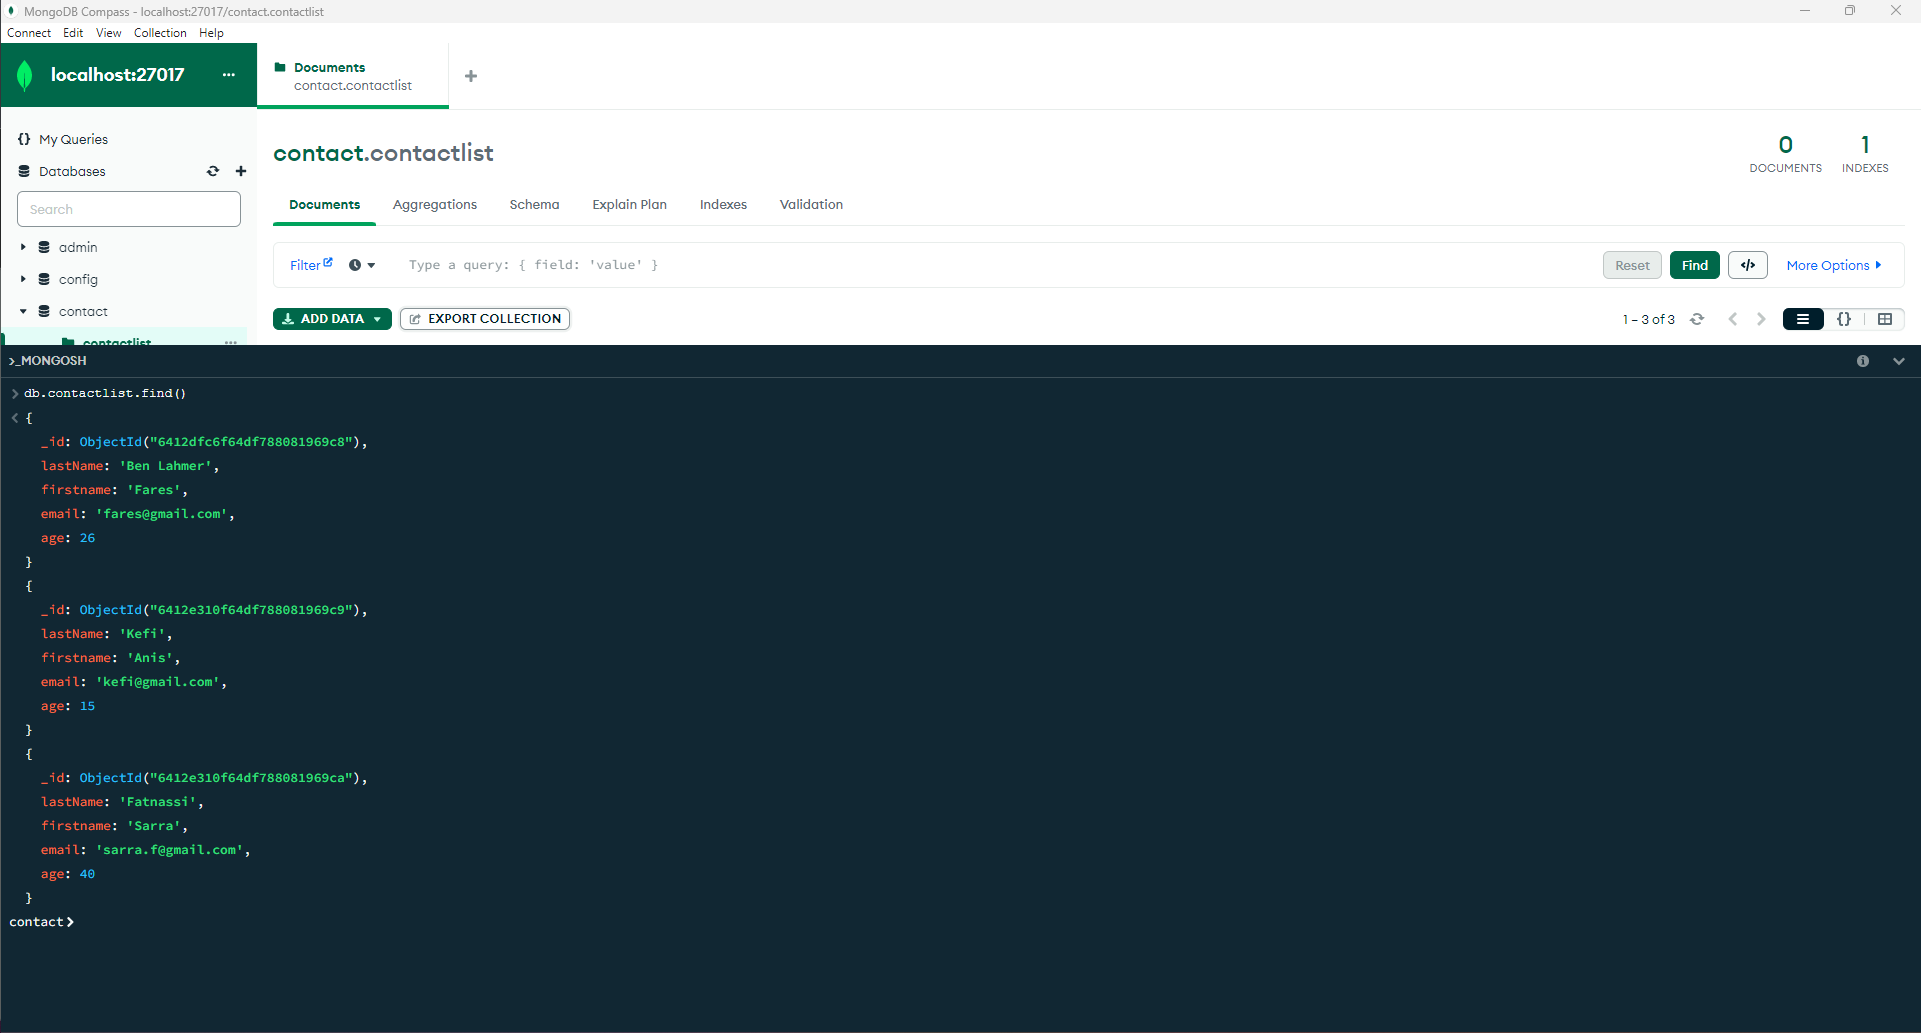 MongoDB Compass - localhost:27017/contact.contactlist
Connect Edit View Collection Help
localhost:27017 ...
Documents
contact.contactlist
+
{} My Queries
Databases
Search
admin
config
contact
contactlist ...
contact.contactlist
0
DOCUMENTS
1
INDEXES
Documents Aggregations Schema Explain Plan Indexes Validation
Filter Type a query: { field: 'value' } Reset Find </> More Options
ADD DATA EXPORT COLLECTION 1 – 3 of 3 {}
>_MONGOSH
> db.contactlist.find()
< {
_id: ObjectId("6412dfc6f64df788081969c8"),
lastName: 'Ben Lahmer',
firstname: 'Fares',
email: 'fares@gmail.com',
age: 26
}
{
_id: ObjectId("6412e310f64df788081969c9"),
lastName: 'Kefi',
firstname: 'Anis',
email: 'kefi@gmail.com',
age: 15
}
{
_id: ObjectId("6412e310f64df788081969ca"),
lastName: 'Fatnassi',
firstname: 'Sarra',
email: 'sarra.f@gmail.com',
age: 40
}
contact>